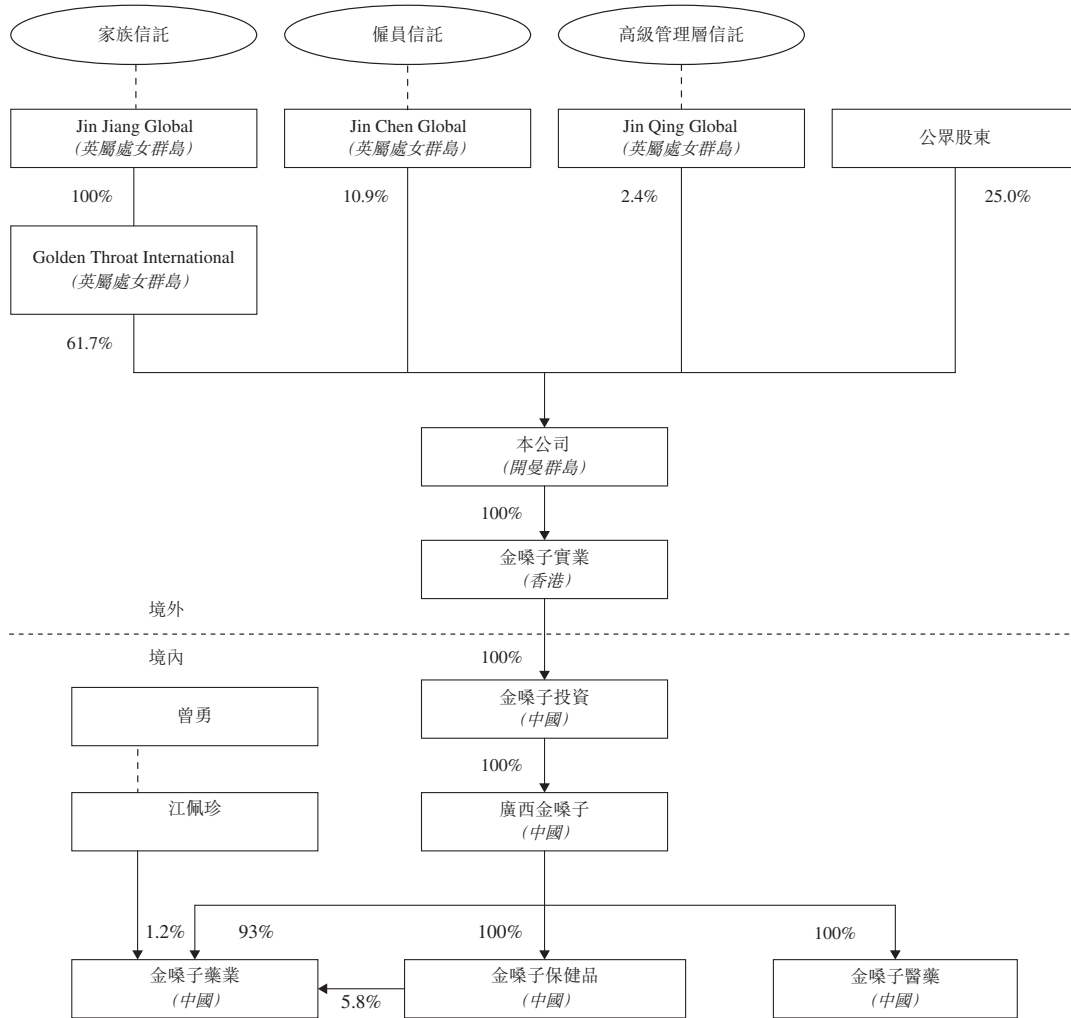 家族信託
僱員信託
高級管理層信託
Jin Jiang Global
(英屬處女群島)
Jin Chen Global
(英屬處女群島)
Jin Qing Global
(英屬處女群島)
公眾股東
100%
10.9%
2.4%
25.0%
Golden Throat International
(英屬處女群島)
61.7%
本公司
(開曼群島)
100%
金嗓子實業
(香港)
境外
境內
100%
曾勇
金嗓子投資
(中國)
100%
江佩珍
廣西金嗓子
(中國)
1.2%
93%
100%
100%
金嗓子藥業
(中國)
5.8%
金嗓子保健品
(中國)
金嗓子醫藥
(中國)